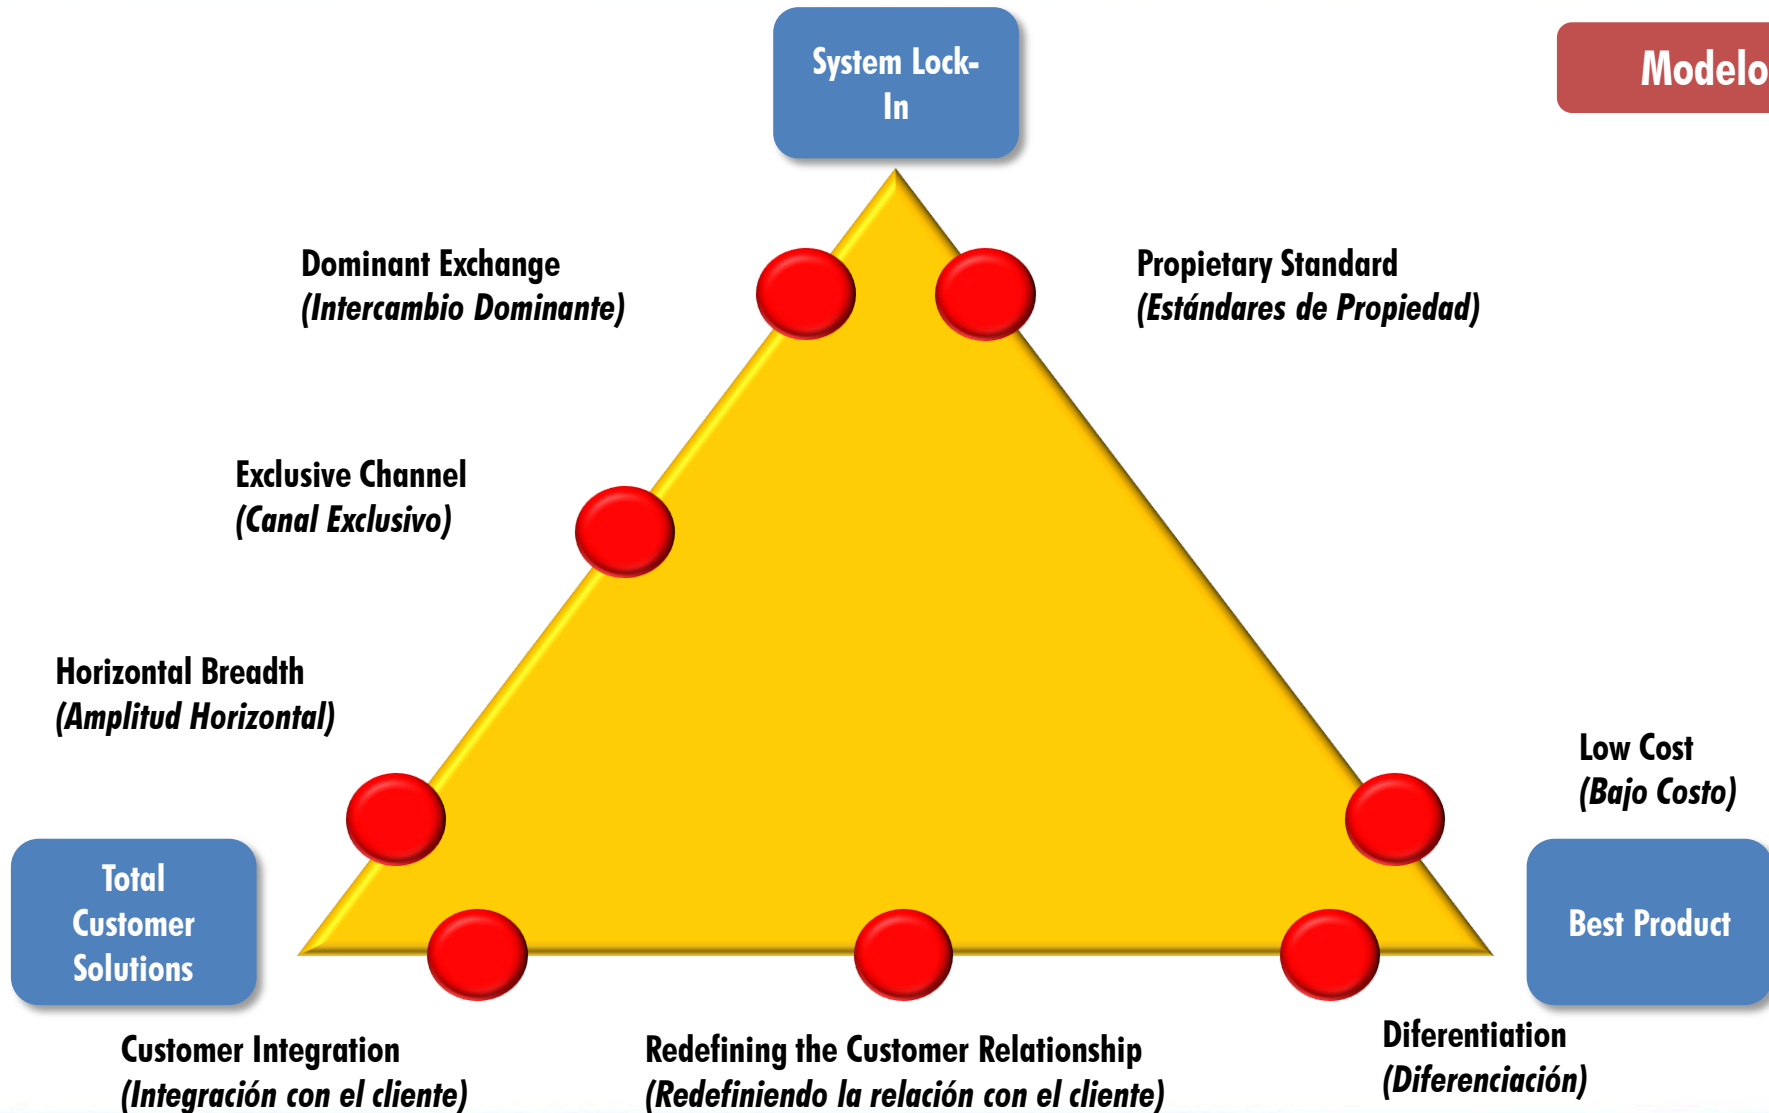 System Lock-
In
Modelo
Dominant Exchange
(Intercambio Dominante)
Propietary Standard
(Estándares de Propiedad)
Exclusive Channel
(Canal Exclusivo)
Horizontal Breadth
(Amplitud Horizontal)
Low Cost
(Bajo Costo)
Total
Customer
Solutions
Best Product
Customer Integration
(Integración con el cliente)
Redefining the Customer Relationship
(Redefiniendo la relación con el cliente)
Diferentiation
(Diferenciación)